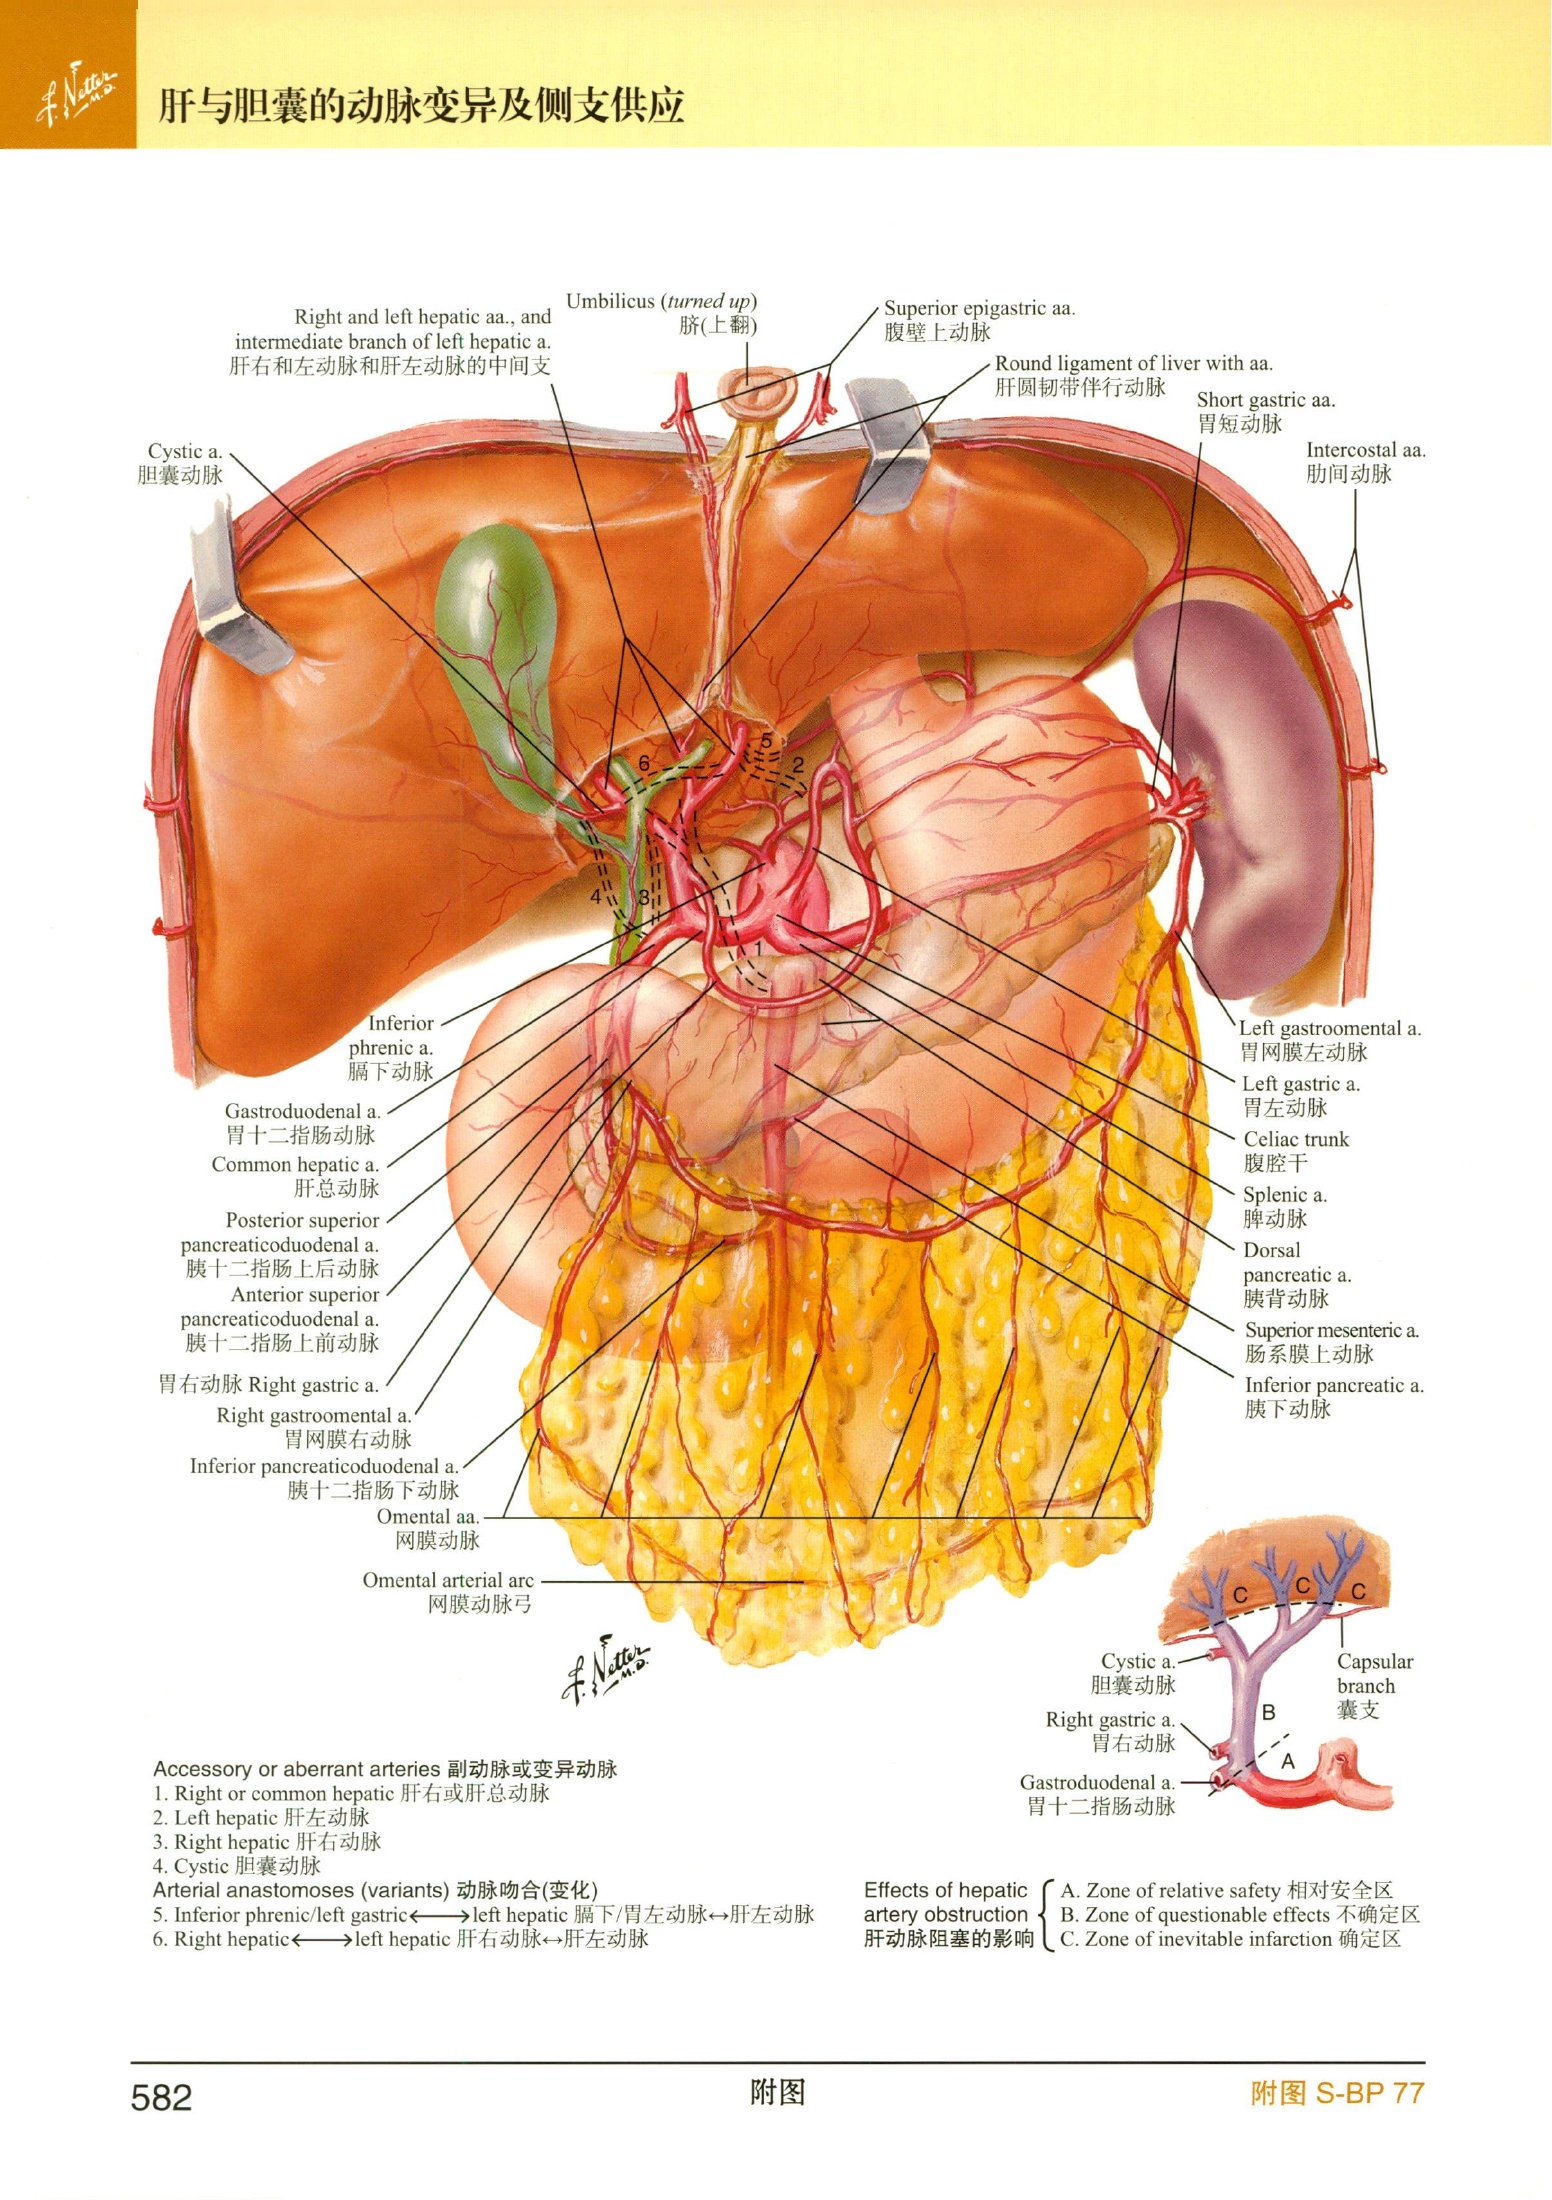 F. Netter M.D.
肝与胆囊的动脉变异及侧支供应
Umbilicus (turned up)
脐(上翻)
Right and left hepatic aa., and
intermediate branch of left hepatic a.
肝右和左动脉和肝左动脉的中间支
Superior epigastric aa.
腹壁上动脉
Round ligament of liver with aa.
肝圆韧带伴行动脉
Short gastric aa.
胃短动脉
Cystic a.
胆囊动脉
Intercostal aa.
肋间动脉
5
6
2
4
3
1
Inferior
phrenic a.
膈下动脉
Gastroduodenal a.
胃十二指肠动脉
Common hepatic a.
肝总动脉
Posterior superior
pancreaticoduodenal a.
胰十二指肠上后动脉
Anterior superior
pancreaticoduodenal a.
胰十二指肠上前动脉
胃右动脉 Right gastric a.
Right gastroomental a.
胃网膜右动脉
Inferior pancreaticoduodenal a.
胰十二指肠下动脉
Omental aa.
网膜动脉
Omental arterial arc
网膜动脉弓
Left gastroomental a.
胃网膜左动脉
Left gastric a.
胃左动脉
Celiac trunk
腹腔干
Splenic a.
脾动脉
Dorsal
pancreatic a.
胰背动脉
Superior mesenteric a.
肠系膜上动脉
Inferior pancreatic a.
胰下动脉
F. Netter M.D.
C C C
Cystic a.
胆囊动脉
Capsular
branch
囊支
Right gastric a.
胃右动脉
B
A
Gastroduodenal a.
胃十二指肠动脉
Accessory or aberrant arteries 副动脉或变异动脉
1. Right or common hepatic 肝右或肝总动脉
2. Left hepatic 肝左动脉
3. Right hepatic 肝右动脉
4. Cystic 胆囊动脉
Arterial anastomoses (variants) 动脉吻合(变化)
5. Inferior phrenic/left gastric⟷left hepatic 膈下/胃左动脉↔肝左动脉
6. Right hepatic⟷left hepatic 肝右动脉↔肝左动脉
Effects of hepatic
artery obstruction
肝动脉阻塞的影响
A. Zone of relative safety 相对安全区
B. Zone of questionable effects 不确定区
C. Zone of inevitable infarction 确定区
582
附图
附图 S-BP 77